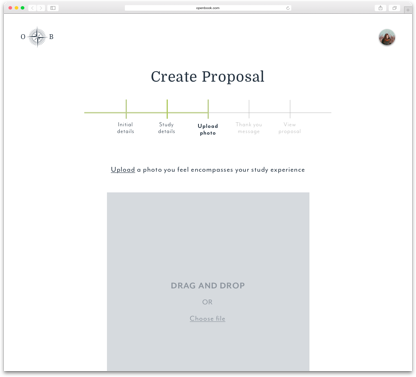 openbook.com
O B
Create Proposal
Initial details
Study details
Upload photo
Thank you message
View proposal
Upload a photo you feel encompasses your study experience
DRAG AND DROP
OR
Choose file